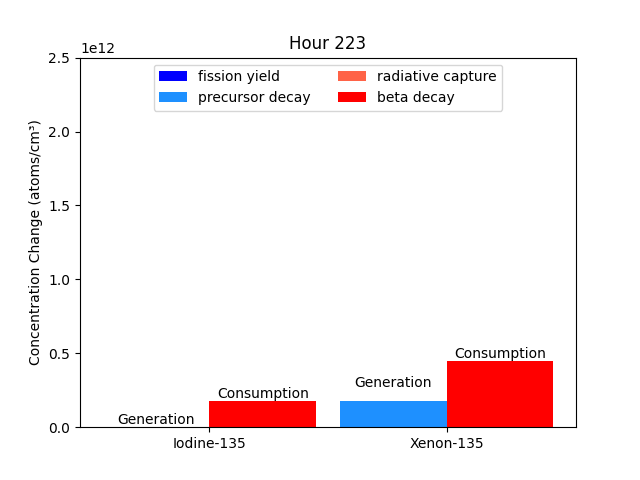 Hour 223
1e12
2.5
2.0
1.5
1.0
0.5
0.0
Concentration Change (atoms/cm³)
fission yield
precursor decay
radiative capture
beta decay
Generation
Consumption
Generation
Consumption
Iodine-135
Xenon-135